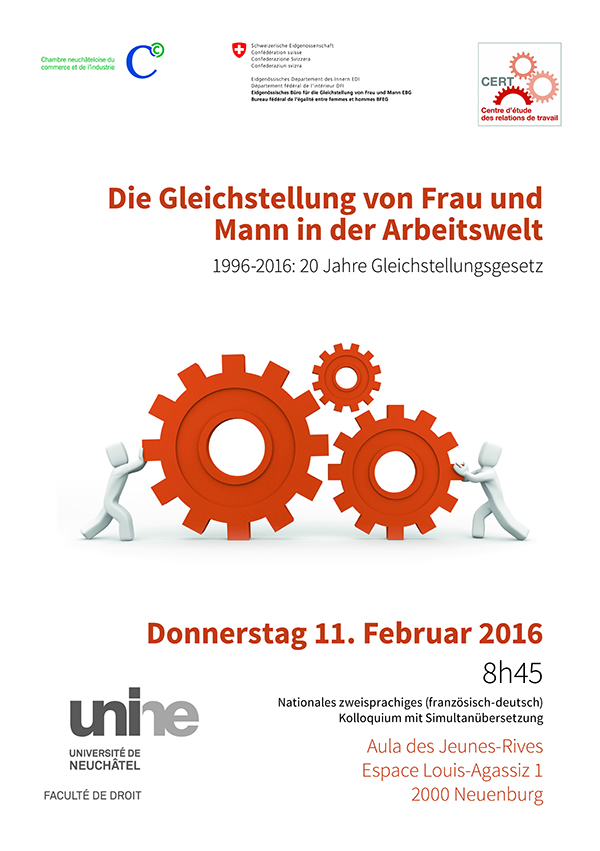 Chambre neuchâteloise du
commerce et de l'industrie
C
c
Schweizerische Eidgenossenschaft
Confédération suisse
Confederazione Svizzera
Confederaziun svizra
Eidgenössisches Departement des Innern EDI
Département fédéral de l'intérieur DFI
Eidgenössisches Büro für die Gleichstellung von Frau und Mann EBG
Bureau fédéral de l'égalité entre femmes et hommes BFEG
CERT
Centre d'étude
des relations de travail
Die Gleichstellung von Frau und
Mann in der Arbeitswelt
1996-2016: 20 Jahre Gleichstellungsgesetz
Donnerstag 11. Februar 2016
8h45
Nationales zweisprachiges (französisch-deutsch)
Kolloquium mit Simultanübersetzung
Aula des Jeunes-Rives
Espace Louis-Agassiz 1
2000 Neuenburg
unine
UNIVERSITÉ DE
NEUCHÂTEL
FACULTÉ DE DROIT